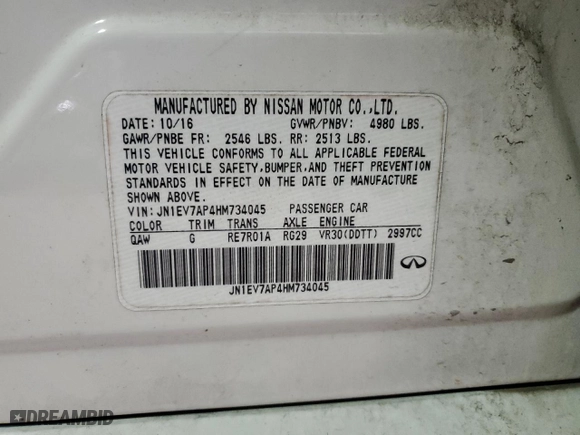 MANUFACTURED BY NISSAN MOTOR CO.,LTD.
DATE: 10/16 GVWR/PNBV: 4980 LBS.
GAWR/PNBE FR: 2546 LBS. RR: 2513 LBS.
THIS VEHICLE CONFORMS TO ALL APPLICABLE FEDERAL
MOTOR VEHICLE SAFETY,BUMPER,AND THEFT PREVENTION
STANDARDS IN EFFECT ON THE DATE OF MANUFACTURE
SHOWN ABOVE.
VIN: JN1EV7AP4HM734045 PASSENGER CAR
COLOR TRIM TRANS AXLE ENGINE
QAW G RE7R01A RG29 VR30(DDTT) 2997CC
JN1EV7AP4HM734045
DREAMBID